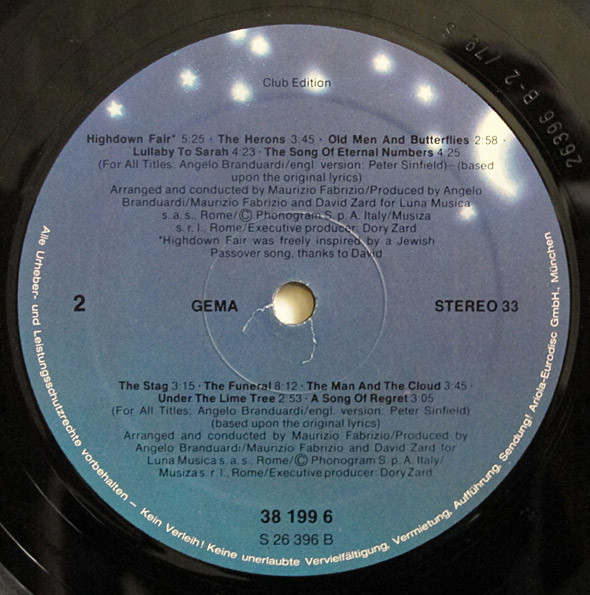 Club Edition
Highdown Fair* 5:25 · The Herons 3:45 · Old Men And Butterflies 2:58 ·
Lullaby To Sarah 4:23 · The Song Of Eternal Numbers 4:25
(For All Titles: Angelo Branduardi/engl. version: Peter Sinfield) – (based
upon the original lyrics)
Arranged and conducted by Maurizio Fabrizio/Produced by Angelo
Branduardi/Maurizio Fabrizio and David Zard for Luna Musica
s. a. s., Rome/Ⓒ Phonogram S. p. A. Italy/Musiza
s. r. l., Rome/Executive producer: Dory Zard
*Highdown Fair was freely inspired by a Jewish
Passover song, thanks to David
2
GEMA
STEREO 33
The Stag 3:15 · The Funeral 8:12 · The Man And The Cloud 3:45 ·
Under The Lime Tree 2:53 · A Song Of Regret 3 05
(For All Titles: Angelo Branduardi/engl. version: Peter Sinfield)
(based upon the original lyrics)
Arranged and conducted by Maurizio Fabrizio/Produced by
Angelo Branduardi/Maurizio Fabrizio and David Zard for
Luna Musica s. a. s., Rome/Ⓒ Phonogram S. p. A. Italy/
Musiza s. r. l., Rome/Executive producer: Dory Zard
38 199 6
S 26 396 B
Alle Urheber- und Leistungsschutzrechte vorbehalten – Kein Verleih! Keine unerlaubte Vervielfältigung, Vermietung, Aufführung, Sendung! Ariola-Eurodisc GmbH, München
26396 B-2 /79 S